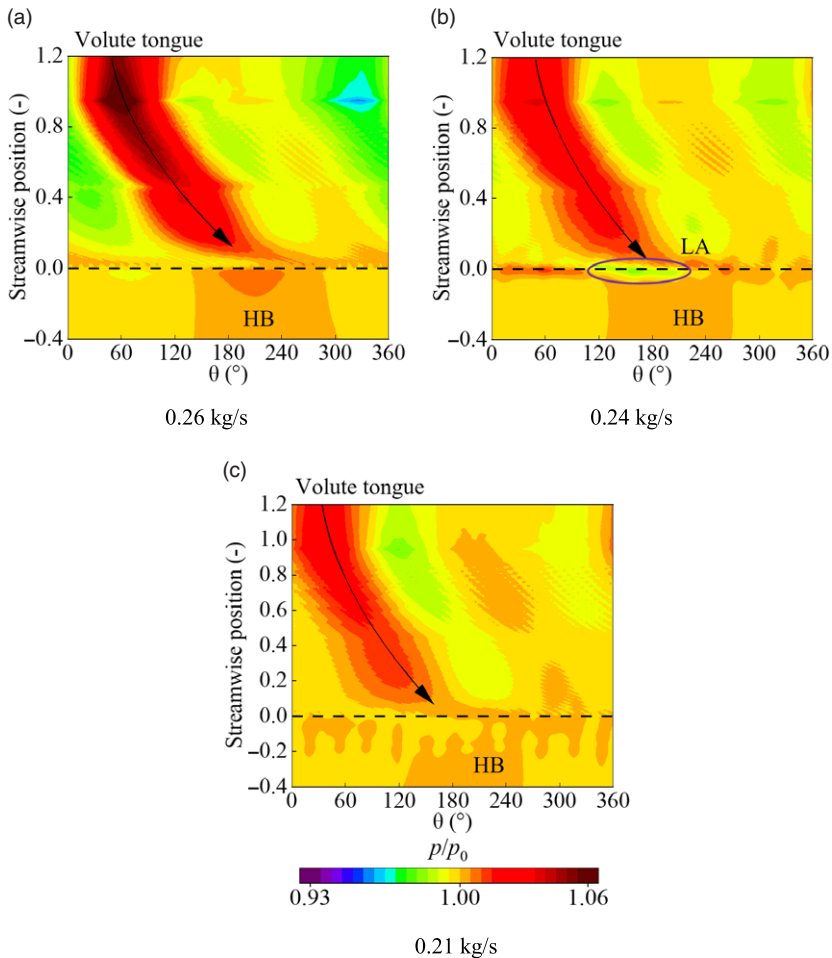 (a)
Volute tongue
Streamwise position (-)
1.2
0.8
0.4
0.0
−0.4
HB
0 60 120 180 240 300 360
θ (°)
0.26 kg/s
(b)
Volute tongue
Streamwise position (-)
1.2
0.8
0.4
0.0
−0.4
LA
HB
0 60 120 180 240 300 360
θ (°)
0.24 kg/s
(c)
Volute tongue
Streamwise position (-)
1.2
1.0
0.8
0.6
0.4
0.2
0.0
−0.2
−0.4
HB
0 60 120 180 240 300 360
θ (°)
p/p0
0.93 1.00 1.06
0.21 kg/s